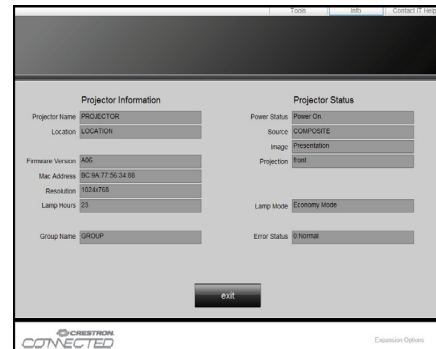 Tools Info Contact IT Help
Projector Information
Projector Name PROJECTOR
Location LOCATION
Firmware Version A06
Mac Address BC:9A:77:56:34:88
Resolution 1024x768
Lamp Hours 23
Group Name GROUP
Projector Status
Power Status Power On.
Source COMPOSITE
Image Presentation
Projection front
Lamp Mode Economy Mode
Error Status 0:Normal
exit
CRESTRON
CONNECTED
Expansion Options